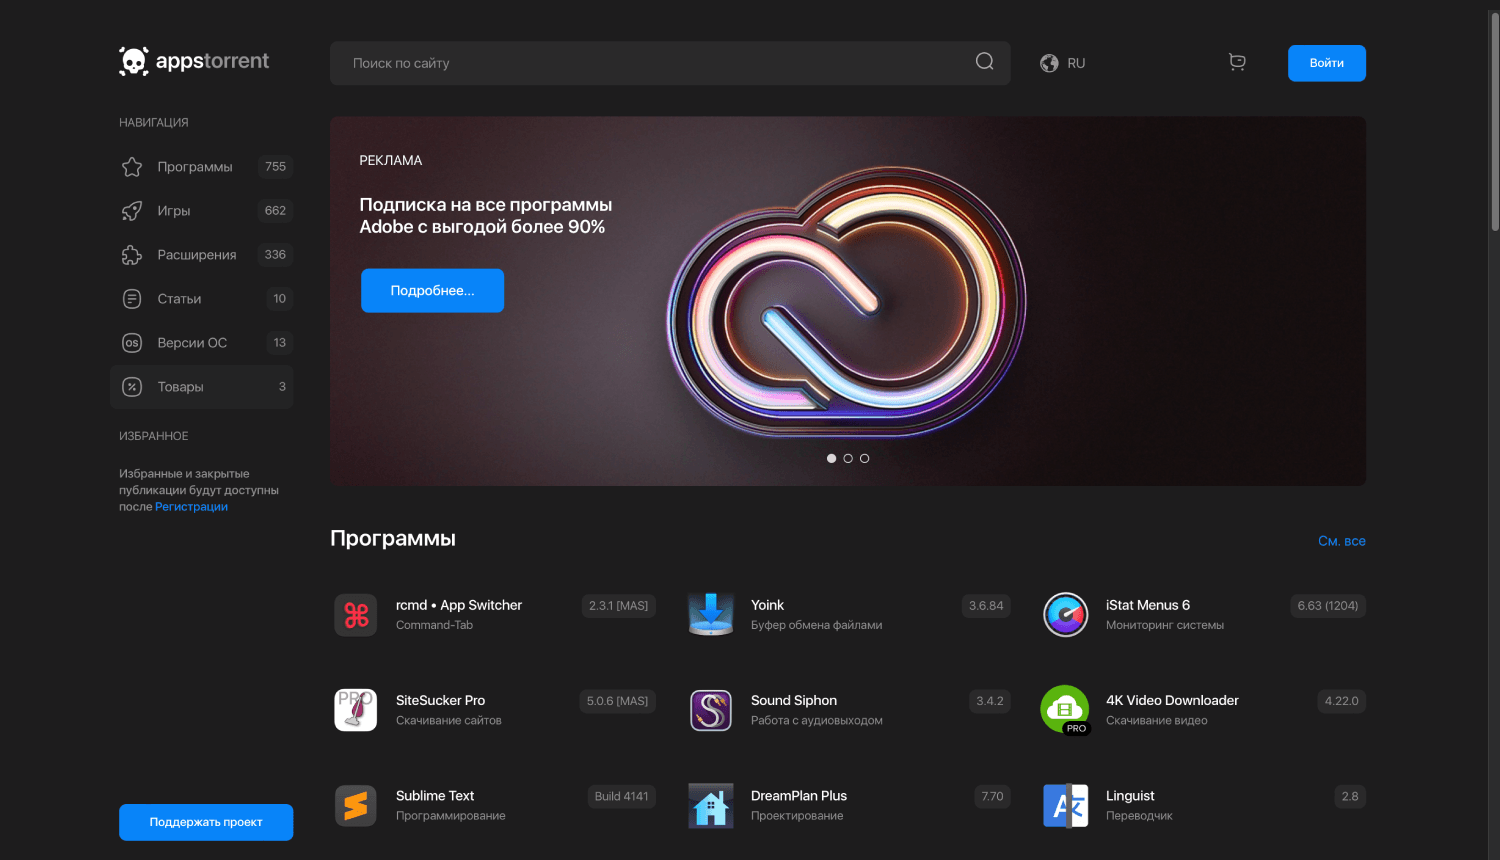 appstorrent
Поиск по сайту
RU
Войти
НАВИГАЦИЯ
Программы 755
Игры 662
Расширения 336
Статьи 10
OS Версии ОС 13
Товары 3
ИЗБРАННОЕ
Избранные и закрытые
публикации будут доступны
после Регистрации
Поддержать проект
РЕКЛАМА
Подписка на все программы
Adobe с выгодой более 90%
Подробнее...
Программы
См. все
rcmd • App Switcher 2.3.1 [MAS]
Command-Tab
Yoink 3.6.84
Буфер обмена файлами
iStat Menus 6 6.63 (1204)
Мониторинг системы
PRO
SiteSucker Pro 5.0.6 [MAS]
Скачивание сайтов
Sound Siphon 3.4.2
Работа с аудиовыходом
PRO
4K Video Downloader 4.22.0
Скачивание видео
Sublime Text Build 4141
Программирование
DreamPlan Plus 7.70
Проектирование
A
Linguist 2.8
Переводчик